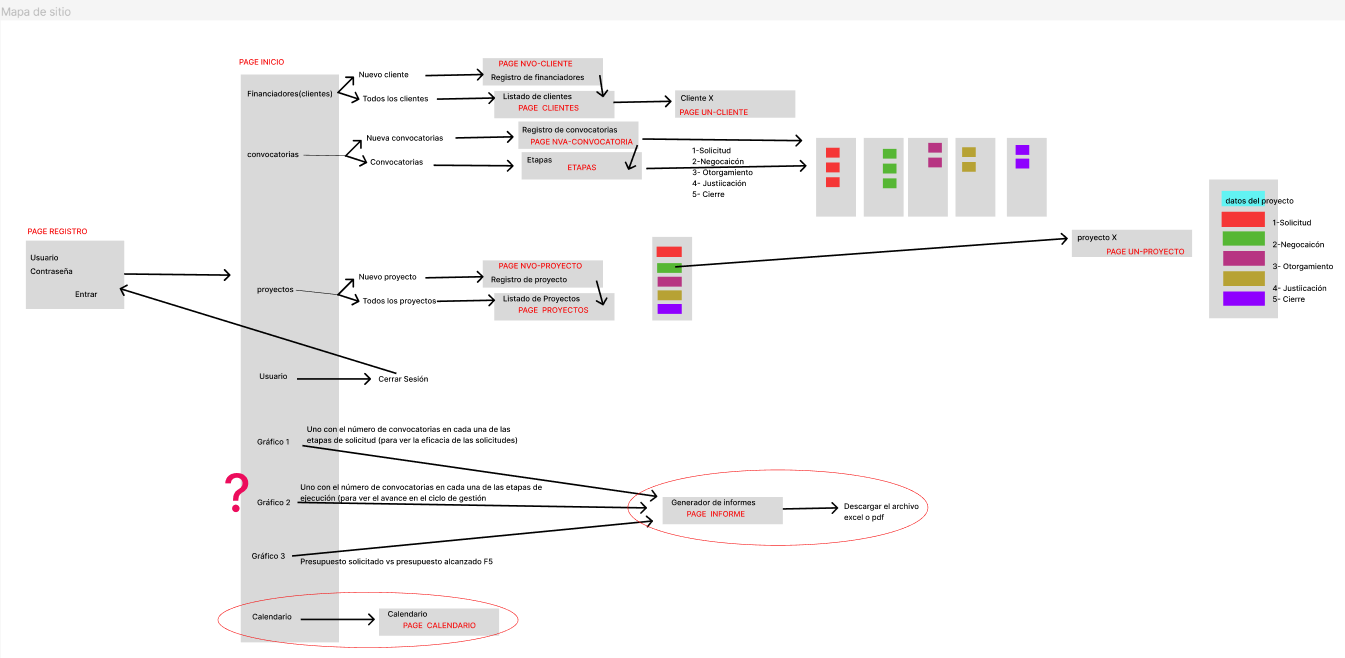 Mapa de sitio
PAGE INICIO
Financiadores(clientes)
Nuevo cliente
Todos los clientes
PAGE NVO-CLIENTE
Registro de financiadores
Listado de clientes
PAGE CLIENTES
Cliente X
PAGE UN-CLIENTE
convocatorias
Nueva convocatorias
Convocatorias
Registro de convocatorias
PAGE NVA-CONVOCATORIA
Etapas
ETAPAS
1-Solicitud
2-Negocaicón
3- Otorgamiento
4- Justiicación
5- Cierre
PAGE REGISTRO
Usuario
Contraseña
Entrar
proyectos
Nuevo proyecto
Todos los proyectos
PAGE NVO-PROYECTO
Registro de proyecto
Listado de Proyectos
PAGE PROYECTOS
proyecto X
PAGE UN-PROYECTO
datos del proyecto
1-Solicitud
2-Negocaicón
3- Otorgamiento
4- Justiicación
5- Cierre
Usuario
Cerrar Sesión
Gráfico 1
Uno con el número de convocatorias en cada una de las
etapas de solicitud (para ver la eficacia de las solicitudes)
?
Gráfico 2
Uno con el número de convocatorias en cada una de las etapas de
ejecución (para ver el avance en el ciclo de gestión
Gráfico 3
Presupuesto solicitado vs presupuesto alcanzado F5
Generador de informes
PAGE INFORME
Descargar el archivo
excel o pdf
Calendario
Calendario
PAGE CALENDARIO